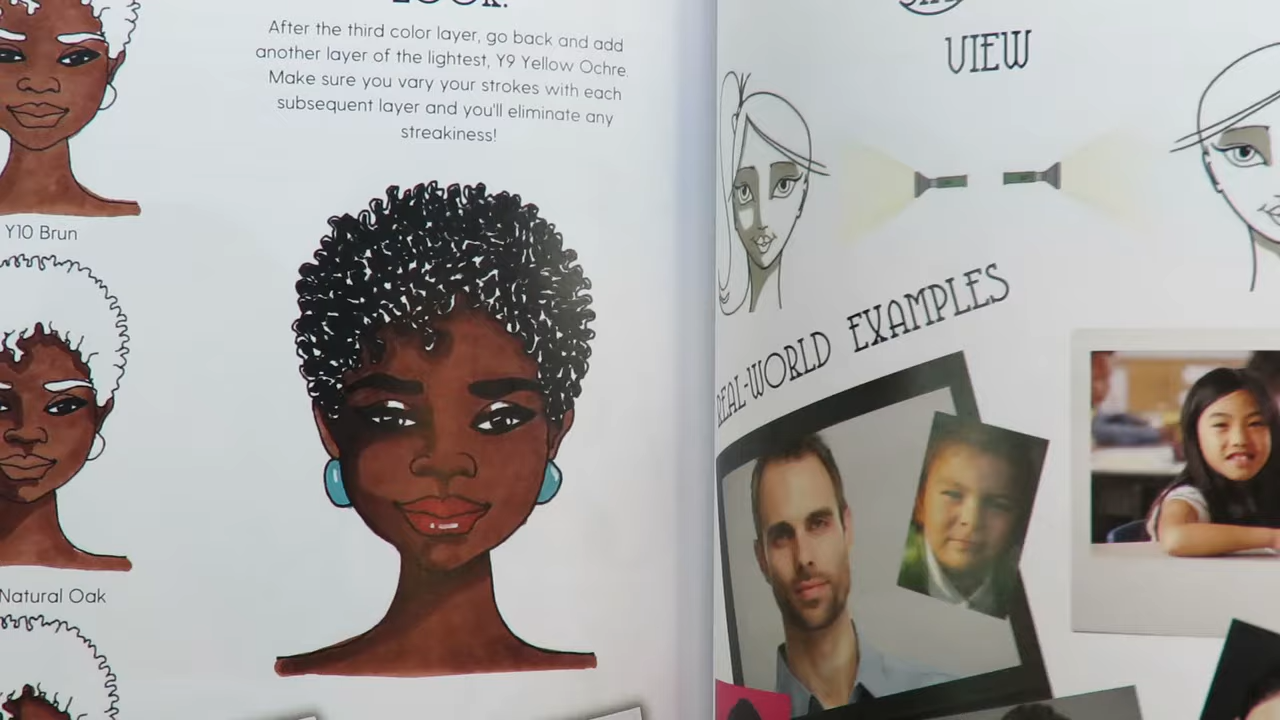 LOOK:
After the third color layer, go back and add
another layer of the lightest, Y9 Yellow Ochre.
Make sure you vary your strokes with each
subsequent layer and you'll eliminate any
streakiness!
Y10 Brun
Natural Oak
VIEW
REAL-WORLD EXAMPLES